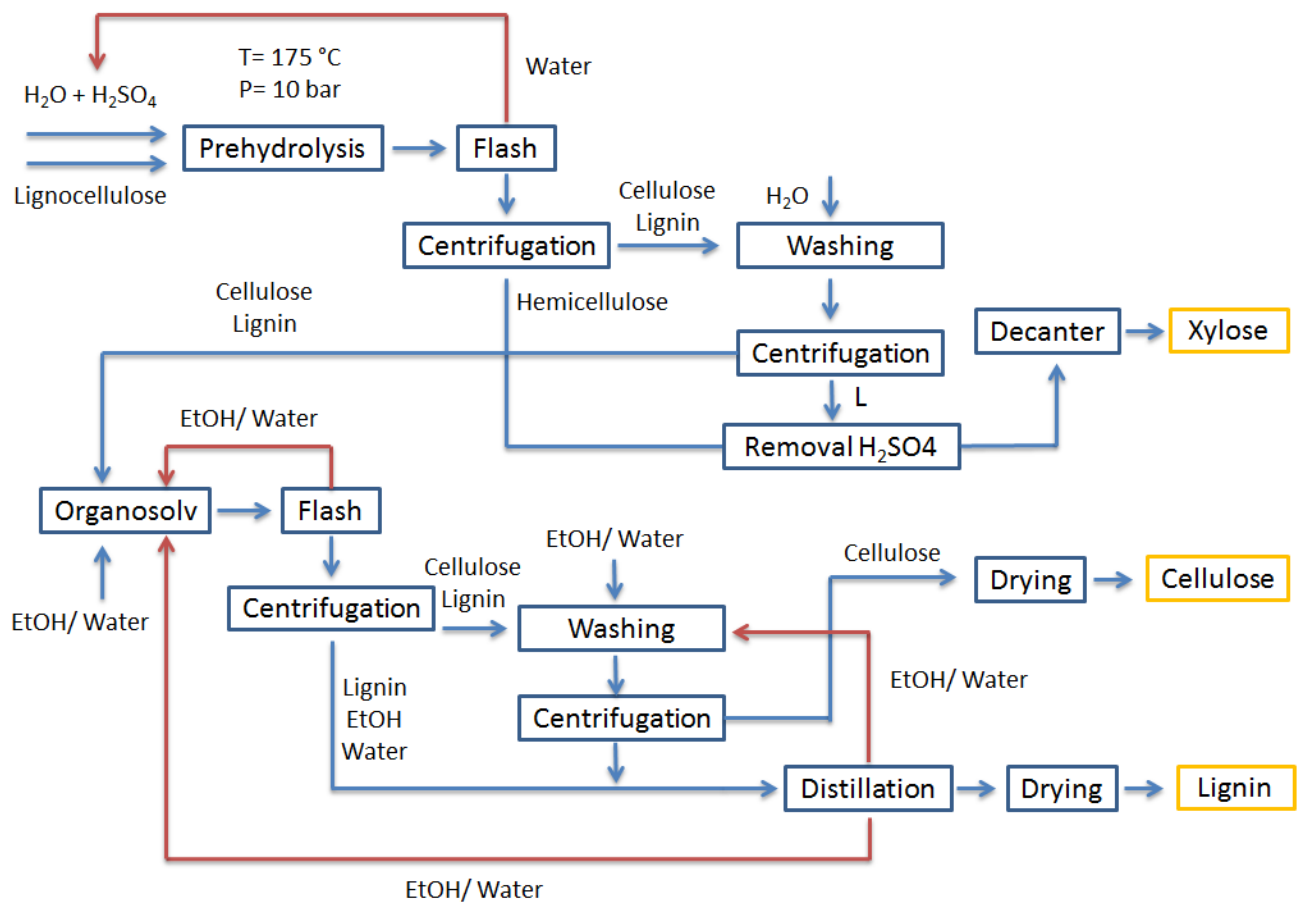 T= 175 °C
P= 10 bar
Water
H₂O + H₂SO₄
Prehydrolysis
Flash
Lignocellulose
Cellulose
Lignin
H₂O
Centrifugation
Washing
Hemicellulose
Cellulose
Lignin
Decanter
Xylose
Centrifugation
L
EtOH/ Water
Removal H₂SO4
Organosolv
Flash
EtOH/ Water
Cellulose
Drying
Cellulose
Cellulose
Lignin
Centrifugation
EtOH/ Water
Washing
Lignin
EtOH
Water
EtOH/ Water
Centrifugation
Distillation
Drying
Lignin
EtOH/ Water